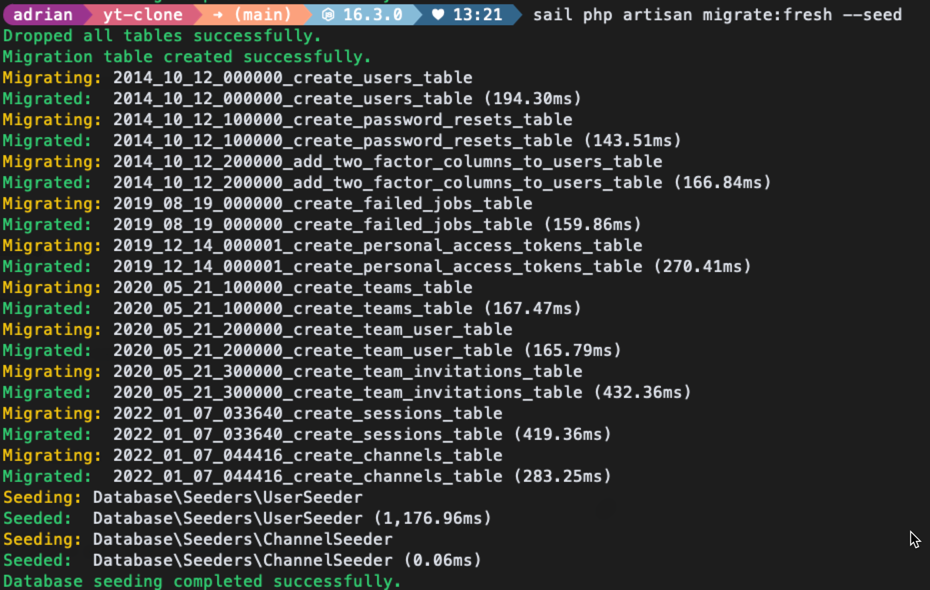 adrian yt-clone ➜ (main) 16.3.0 ♥ 13:21 sail php artisan migrate:fresh --seed
Dropped all tables successfully.
Migration table created successfully.
Migrating: 2014_10_12_000000_create_users_table
Migrated:  2014_10_12_000000_create_users_table (194.30ms)
Migrating: 2014_10_12_100000_create_password_resets_table
Migrated:  2014_10_12_100000_create_password_resets_table (143.51ms)
Migrating: 2014_10_12_200000_add_two_factor_columns_to_users_table
Migrated:  2014_10_12_200000_add_two_factor_columns_to_users_table (166.84ms)
Migrating: 2019_08_19_000000_create_failed_jobs_table
Migrated:  2019_08_19_000000_create_failed_jobs_table (159.86ms)
Migrating: 2019_12_14_000001_create_personal_access_tokens_table
Migrated:  2019_12_14_000001_create_personal_access_tokens_table (270.41ms)
Migrating: 2020_05_21_100000_create_teams_table
Migrated:  2020_05_21_100000_create_teams_table (167.47ms)
Migrating: 2020_05_21_200000_create_team_user_table
Migrated:  2020_05_21_200000_create_team_user_table (165.79ms)
Migrating: 2020_05_21_300000_create_team_invitations_table
Migrated:  2020_05_21_300000_create_team_invitations_table (432.36ms)
Migrating: 2022_01_07_033640_create_sessions_table
Migrated:  2022_01_07_033640_create_sessions_table (419.36ms)
Migrating: 2022_01_07_044416_create_channels_table
Migrated:  2022_01_07_044416_create_channels_table (283.25ms)
Seeding: Database\Seeders\UserSeeder
Seeded:  Database\Seeders\UserSeeder (1,176.96ms)
Seeding: Database\Seeders\ChannelSeeder
Seeded:  Database\Seeders\ChannelSeeder (0.06ms)
Database seeding completed successfully.